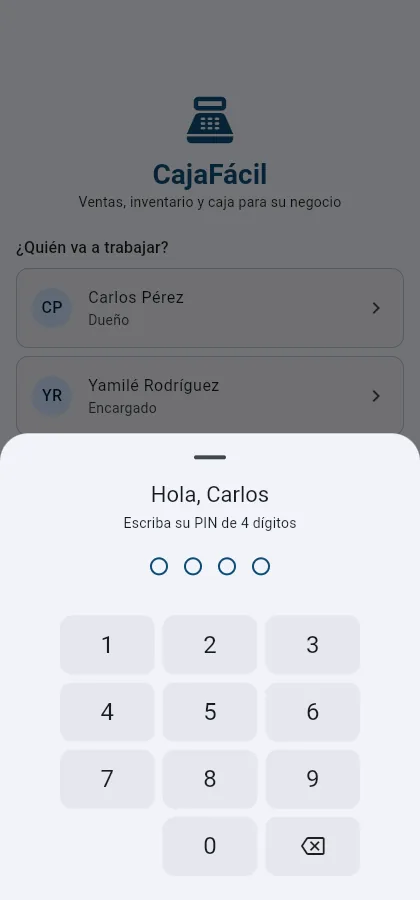 CajaFácil
Ventas, inventario y caja para su negocio
¿Quién va a trabajar?
CP
Carlos Pérez
Dueño
YR
Yamilé Rodríguez
Encargado
Hola, Carlos
Escriba su PIN de 4 dígitos
1 2 3
4 5 6
7 8 9
0